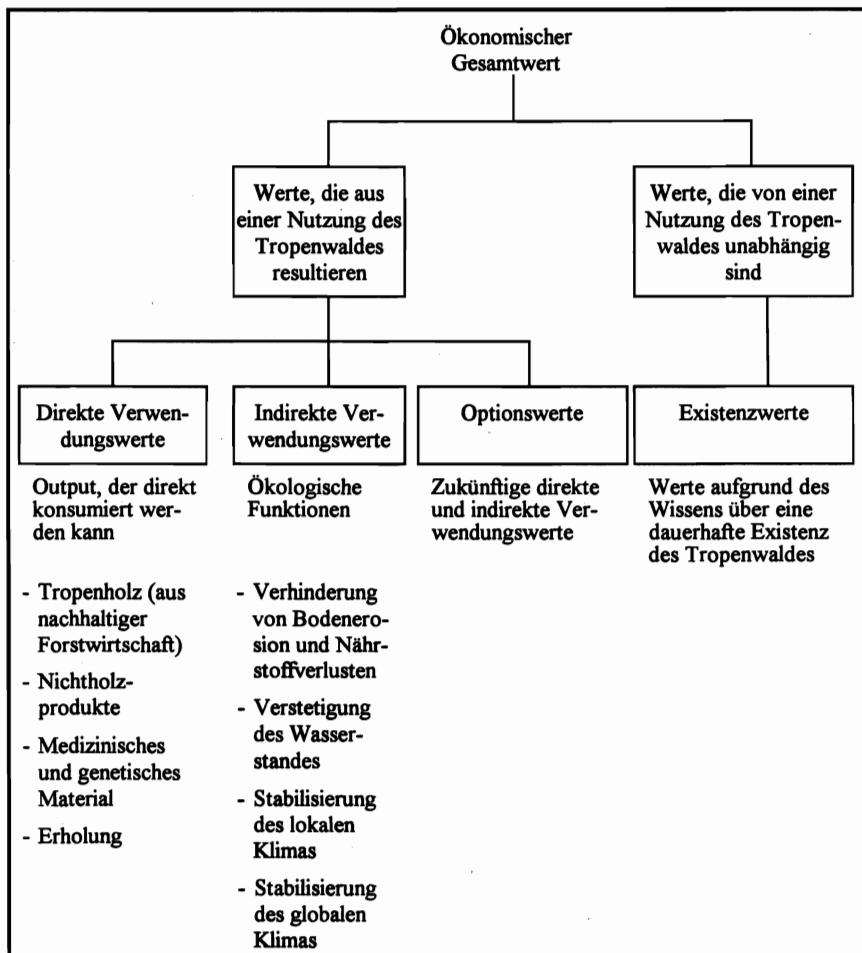 Ökonomischer
Gesamtwert
Werte, die aus
einer Nutzung des
Tropenwaldes
resultieren
Werte, die von einer
Nutzung des Tropen-
waldes unabhängig
sind
Direkte Verwen-
dungswerte
Indirekte Ver-
wendungswerte
Optionswerte
Existenzwerte
Output, der direkt
konsumiert wer-
den kann
Ökologische
Funktionen
Zukünftige direkte
und indirekte Ver-
wendungswerte
Werte aufgrund des
Wissens über eine
dauerhafte Existenz
des Tropenwaldes
- Tropenholz (aus
nachhaltiger
Forstwirtschaft)
- Nichtholz-
produkte
- Medizinisches
und genetisches
Material
- Erholung
- Verhinderung
von Bodenero-
sion und Nähr-
stoffverlusten
- Verstetigung
des Wasser-
standes
- Stabilisierung
des lokalen
Klimas
- Stabilisierung
des globalen
Klimas